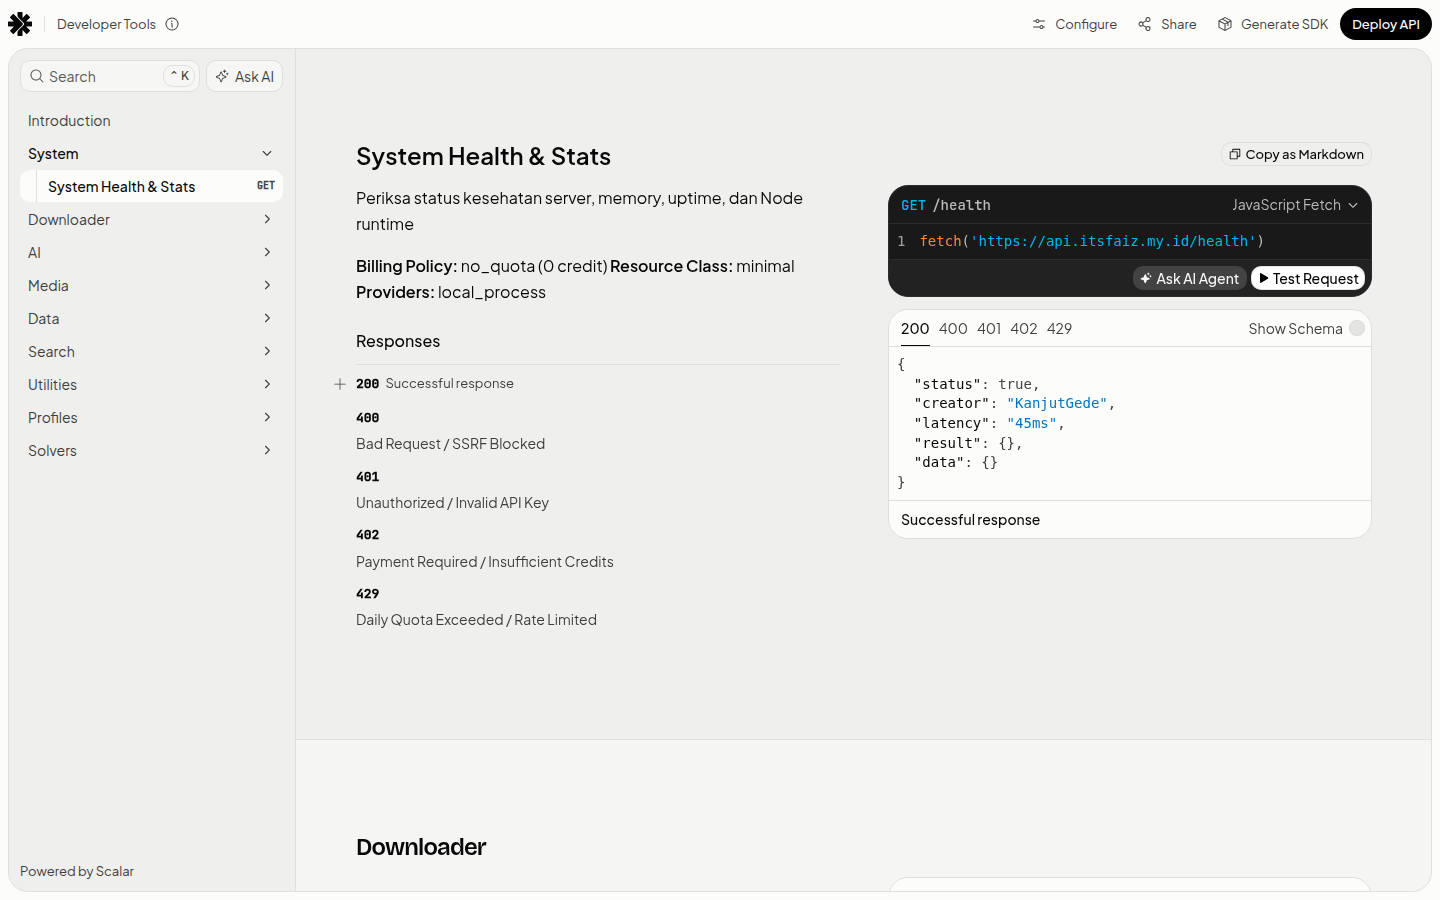 Developer Tools
Configure
Share
Generate SDK
Deploy API
Search
⌃ K
Ask AI
Introduction
System
System Health & Stats
GET
Downloader
AI
Media
Data
Search
Utilities
Profiles
Solvers
Powered by Scalar
System Health & Stats
Periksa status kesehatan server, memory, uptime, dan Node
runtime
Billing Policy: no_quota (0 credit) Resource Class: minimal
Providers: local_process
Responses
200 Successful response
400
Bad Request / SSRF Blocked
401
Unauthorized / Invalid API Key
402
Payment Required / Insufficient Credits
429
Daily Quota Exceeded / Rate Limited
Copy as Markdown
GET /health
JavaScript Fetch
1 fetch('https://api.itsfaiz.my.id/health')
Ask AI Agent
Test Request
200 400 401 402 429
Show Schema
{
"status": true,
"creator": "KanjutGede",
"latency": "45ms",
"result": {},
"data": {}
}
Successful response
Downloader